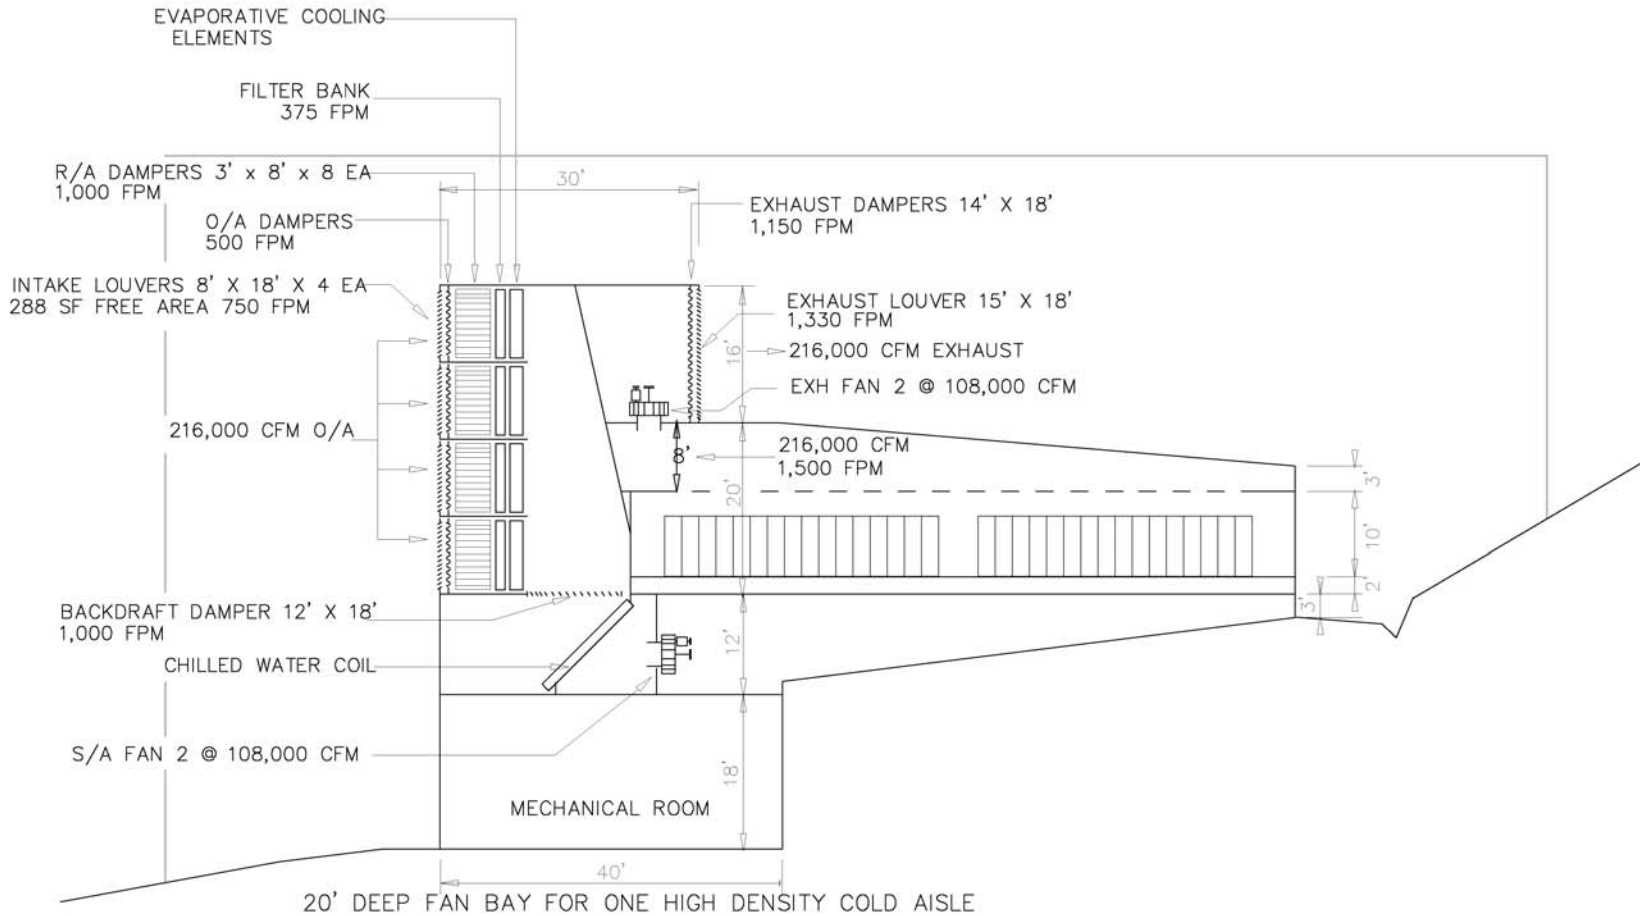 EVAPORATIVE COOLING
ELEMENTS
FILTER BANK
375 FPM
R/A DAMPERS 3' x 8' x 8 EA
1,000 FPM
30'
O/A DAMPERS
500 FPM
EXHAUST DAMPERS 14' X 18'
1,150 FPM
INTAKE LOUVERS 8' X 18' X 4 EA
288 SF FREE AREA 750 FPM
EXHAUST LOUVER 15' X 18'
1,330 FPM
16'
216,000 CFM EXHAUST
EXH FAN 2 @ 108,000 CFM
216,000 CFM O/A
8'
216,000 CFM
1,500 FPM
20'
3'
10'
2'
3'
BACKDRAFT DAMPER 12' X 18'
1,000 FPM
12'
CHILLED WATER COIL
S/A FAN 2 @ 108,000 CFM
18'
MECHANICAL ROOM
40'
20' DEEP FAN BAY FOR ONE HIGH DENSITY COLD AISLE